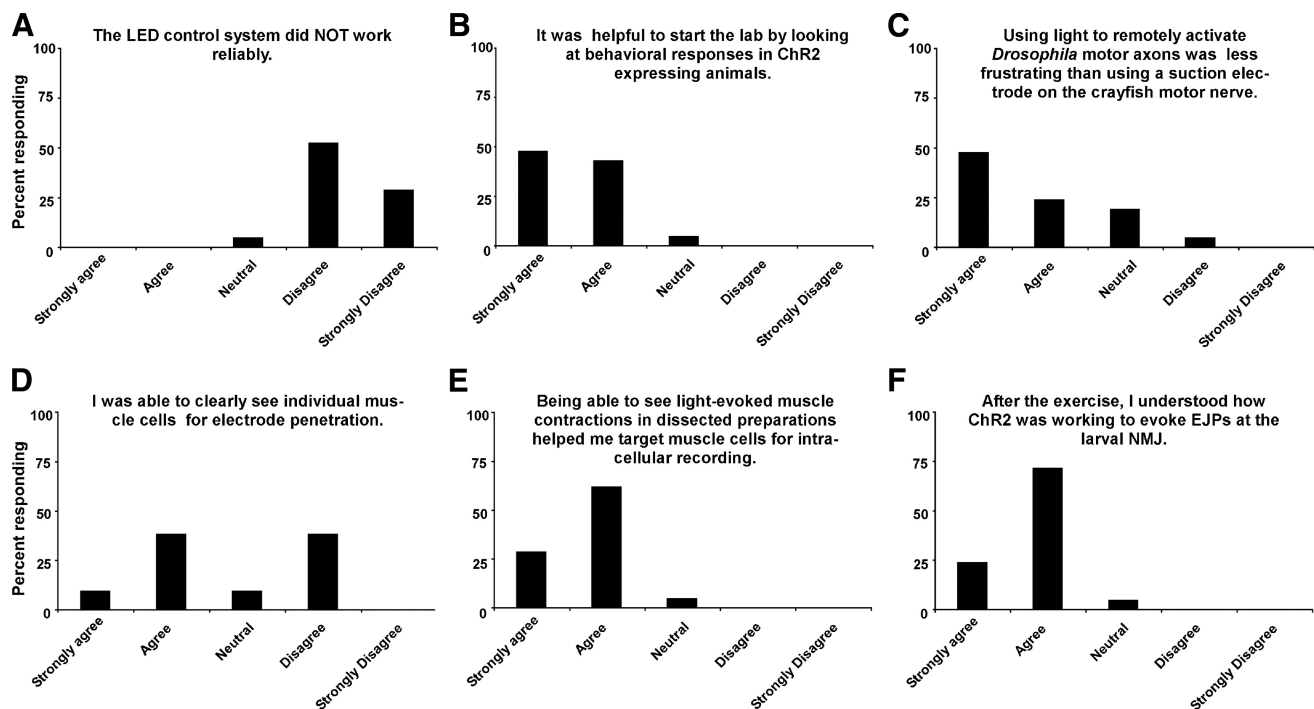 A
The LED control system did NOT work
reliably.
Percent responding
100
75
50
25
0
Strongly agree
Agree
Neutral
Disagree
Strongly Disagree
B
It was helpful to start the lab by looking
at behavioral responses in ChR2
expressing animals.
100
75
50
25
0
Strongly agree
Agree
Neutral
Disagree
Strongly Disagree
C
Using light to remotely activate
Drosophila motor axons was less
frustrating than using a suction elec-
trode on the crayfish motor nerve.
100
75
50
25
0
Strongly agree
Agree
Neutral
Disagree
Strongly Disagree
D
I was able to clearly see individual mus-
cle cells for electrode penetration.
Percent responding
100
75
50
25
0
Strongly agree
Agree
Neutral
Disagree
Strongly Disagree
E
Being able to see light-evoked muscle
contractions in dissected preparations
helped me target muscle cells for intra-
cellular recording.
100
75
50
25
0
Strongly agree
Agree
Neutral
Disagree
Strongly Disagree
F
After the exercise, I understood how
ChR2 was working to evoke EJPs at the
larval NMJ.
100
75
50
25
0
Strongly agree
Agree
Neutral
Disagree
Strongly Disagree